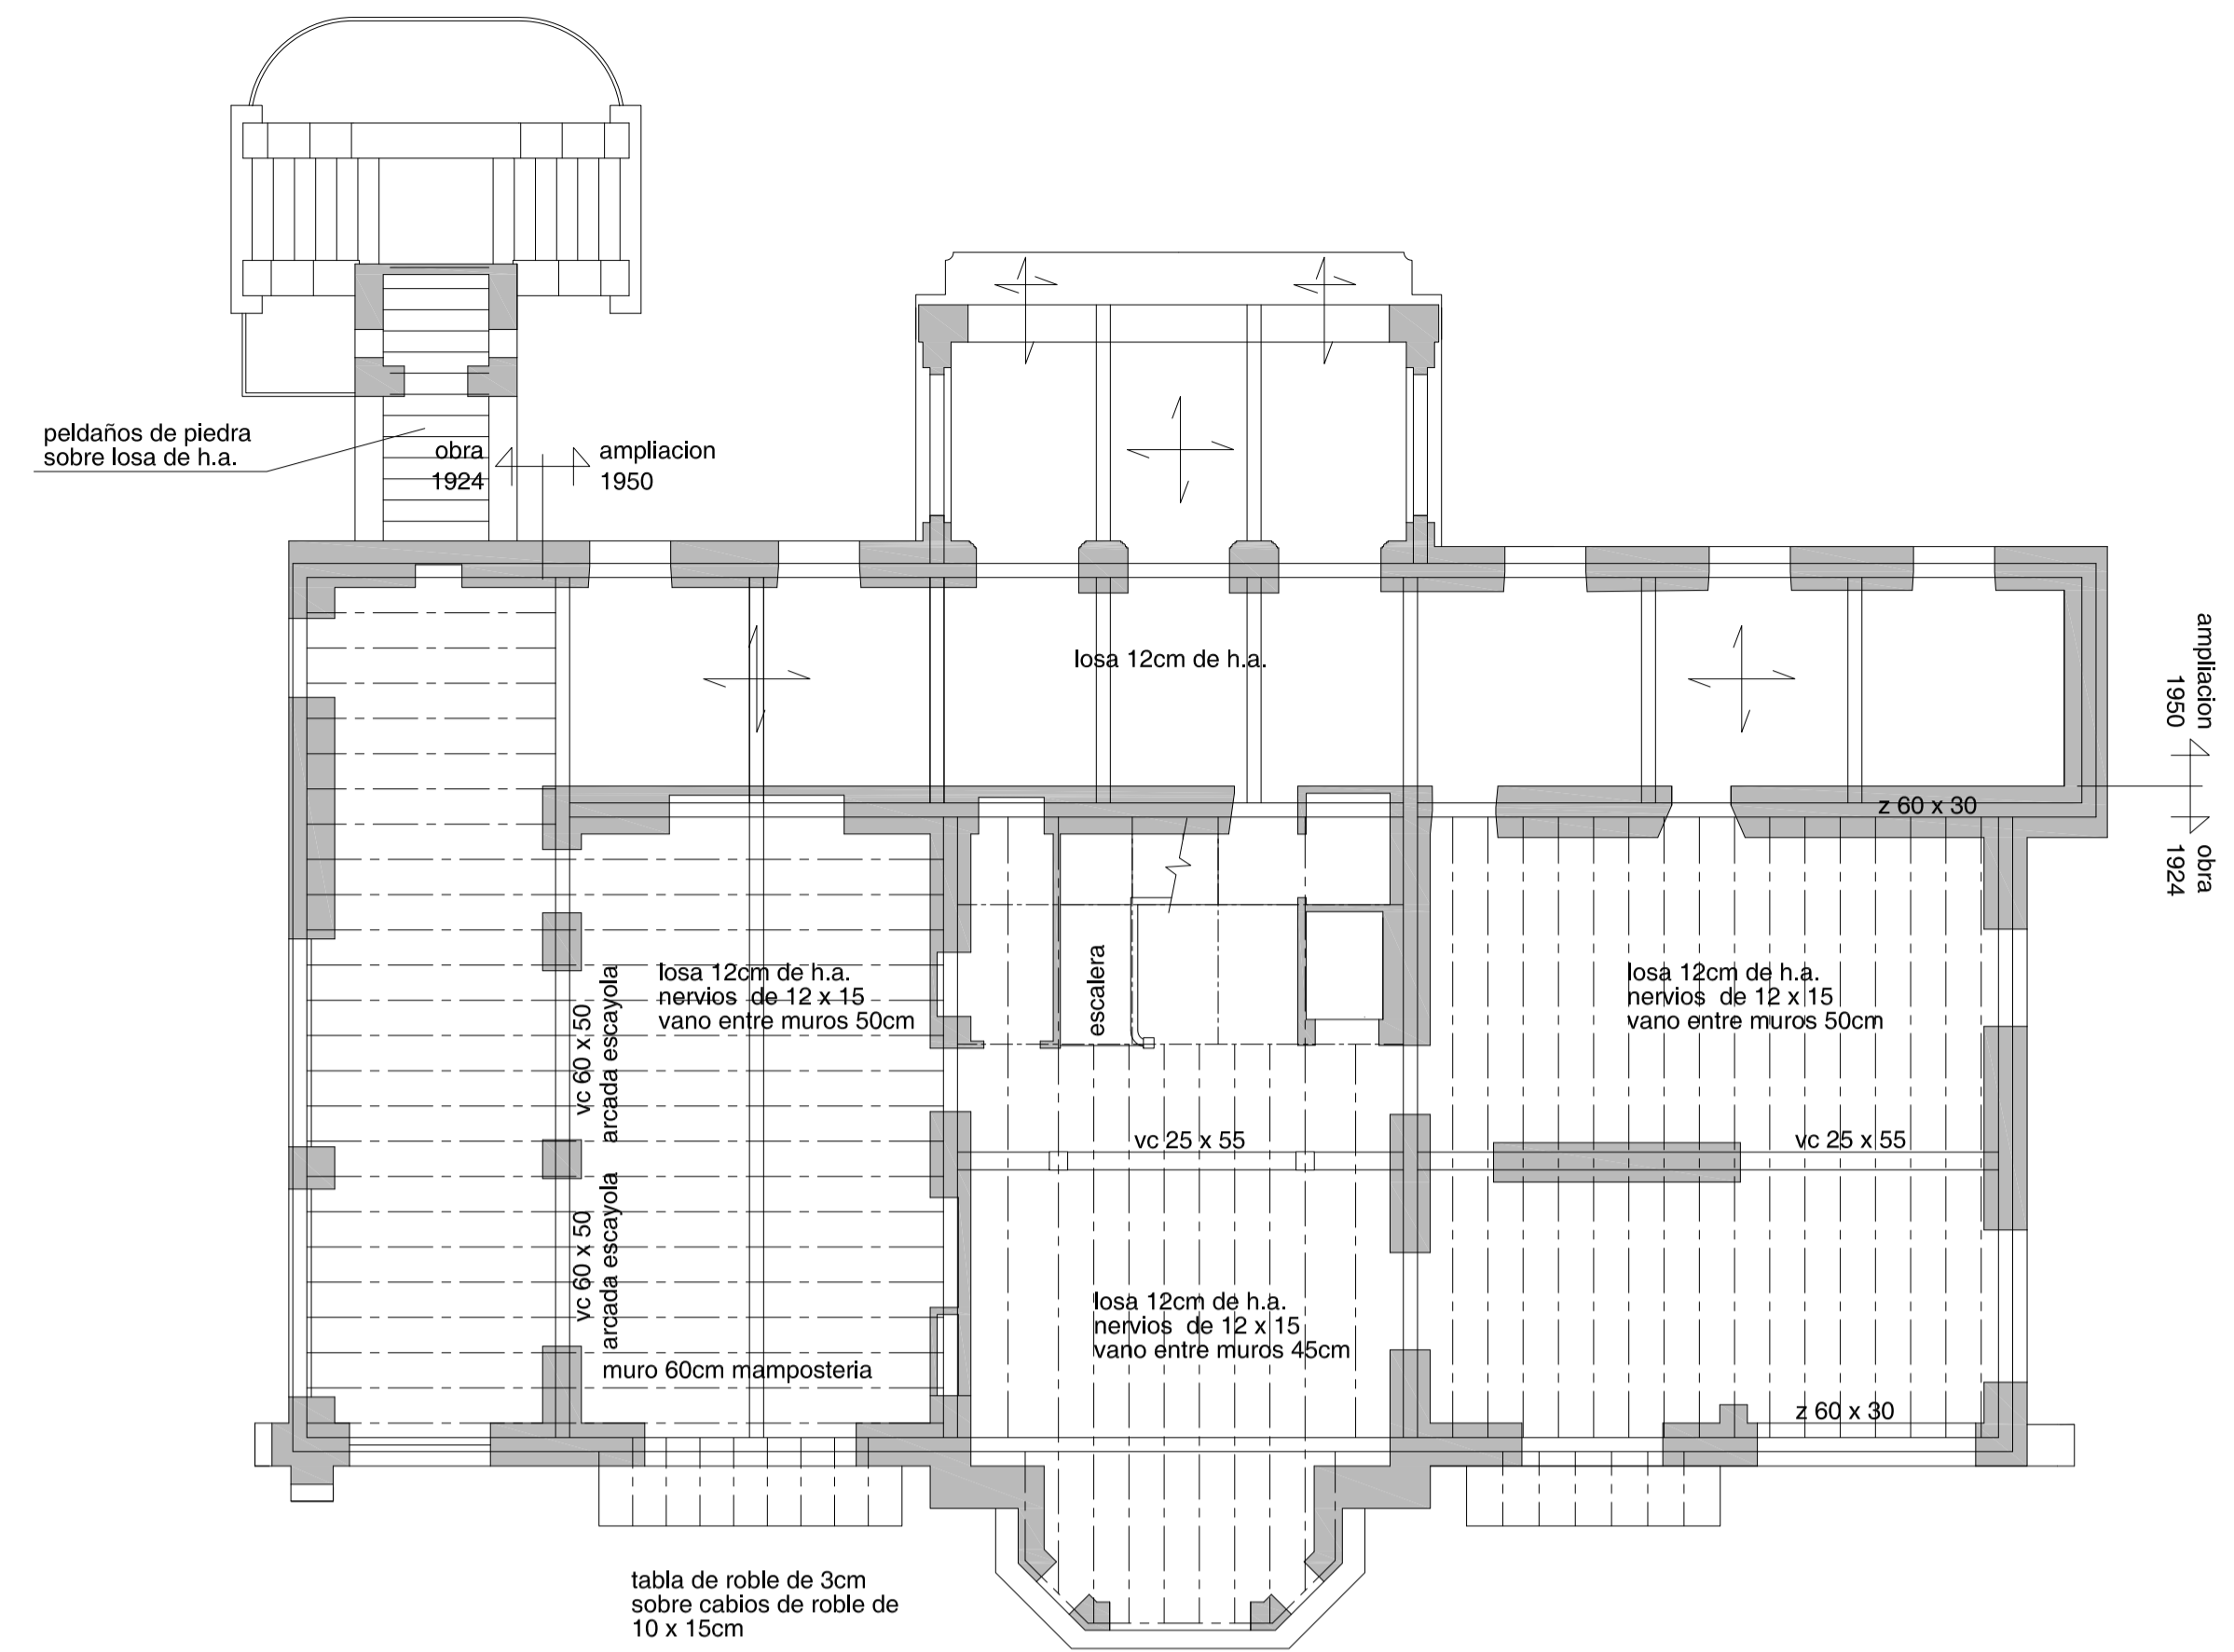 peldaños de piedra
sobre losa de h.a.
obra
1924
ampliacion
1950
losa 12cm de h.a.
ampliacion
1950
obra
1924
z 60 x 30
losa 12cm de h.a.
nervios de 12 x 15
vano entre muros 50cm
vc 60 x 50
arcada escayola
escalera
losa 12cm de h.a.
nervios de 12 x 15
vano entre muros 50cm
vc 25 x 55
vc 25 x 55
vc 60 x 50
arcada escayola
losa 12cm de h.a.
nervios de 12 x 15
vano entre muros 45cm
muro 60cm mamposteria
z 60 x 30
tabla de roble de 3cm
sobre cabios de roble de
10 x 15cm